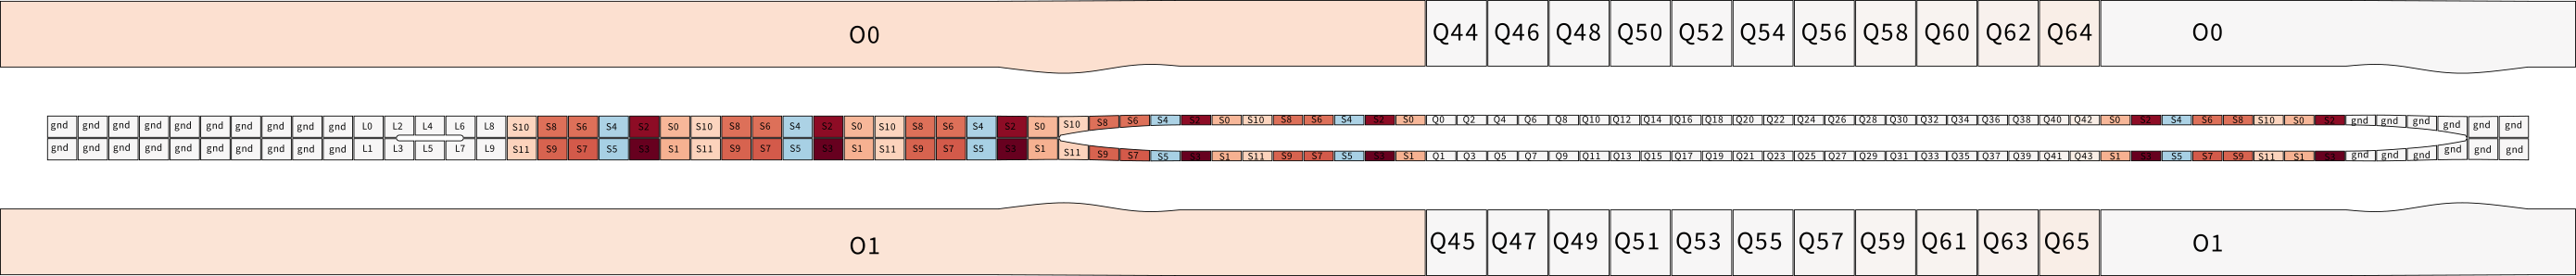 O0 Q44 Q46 Q48 Q50 Q52 Q54 Q56 Q58 Q60 Q62 Q64 O0
gnd gnd gnd gnd gnd gnd gnd gnd gnd gnd L0 L2 L4 L6 L8 S10 S8 S6 S4 S2 S0 S10 S8 S6 S4 S2 S0 S10 S8 S6 S4 S2 S0 S10 S8 S6 S4 S2 S0 S10 S8 S6 S4 S2 S0 Q0 Q2 Q4 Q6 Q8 Q10 Q12 Q14 Q16 Q18 Q20 Q22 Q24 Q26 Q28 Q30 Q32 Q34 Q36 Q38 Q40 Q42 S0 S2 S4 S6 S8 S10 S0 S2 gnd gnd gnd gnd gnd gnd
gnd gnd gnd gnd gnd gnd gnd gnd gnd gnd L1 L3 L5 L7 L9 S11 S9 S7 S5 S3 S1 S11 S9 S7 S5 S3 S1 S11 S9 S7 S5 S3 S1 S11 S9 S7 S5 S3 S1 S11 S9 S7 S5 S3 S1 Q1 Q3 Q5 Q7 Q9 Q11 Q13 Q15 Q17 Q19 Q21 Q23 Q25 Q27 Q29 Q31 Q33 Q35 Q37 Q39 Q41 Q43 S1 S3 S5 S7 S9 S11 S1 S3 gnd gnd gnd gnd gnd gnd
O1 Q45 Q47 Q49 Q51 Q53 Q55 Q57 Q59 Q61 Q63 Q65 O1